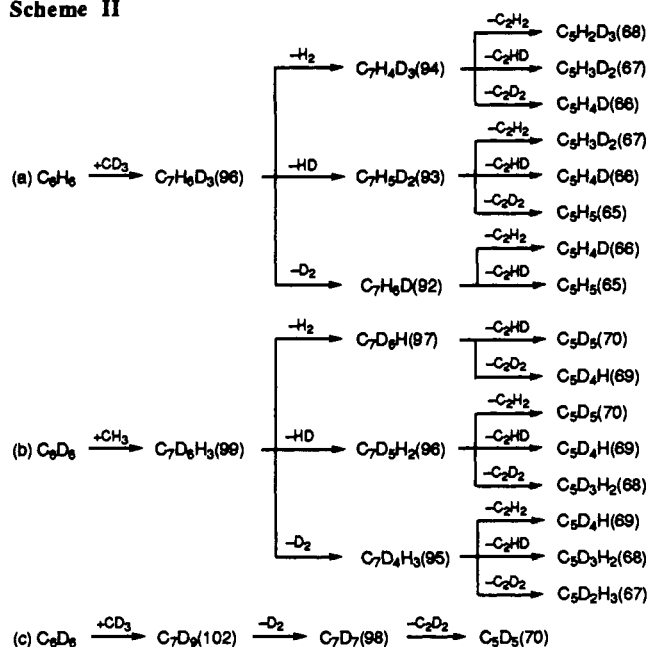 Scheme II
−C₂H₂ C₅H₂D₃(68)
−H₂ C₇H₄D₃(94) −C₂HD C₅H₃D₂(67)
−C₂D₂ C₅H₄D(66)
−C₂H₂ C₅H₃D₂(67)
(a) C₆H₆ +CD₃ C₇H₆D₃(96) −HD C₇H₅D₂(93) −C₂HD C₅H₄D(66)
−C₂D₂ C₅H₅(65)
−C₂H₂ C₅H₄D(66)
−D₂ C₇H₆D(92) −C₂HD C₅H₅(65)
−H₂ C₇D₆H(97) −C₂HD C₅D₅(70)
−C₂D₂ C₅D₄H(69)
−C₂H₂ C₅D₅(70)
(b) C₆D₆ +CH₃ C₇D₆H₃(99) −HD C₇D₅H₂(96) −C₂HD C₅D₄H(69)
−C₂D₂ C₅D₃H₂(68)
−C₂H₂ C₅D₄H(69)
−D₂ C₇D₄H₃(95) −C₂HD C₅D₃H₂(68)
−C₂D₂ C₅D₂H₃(67)
(c) C₆D₆ +CD₃ C₇D₉(102) −D₂ C₇D₇(98) −C₂D₂ C₅D₅(70)